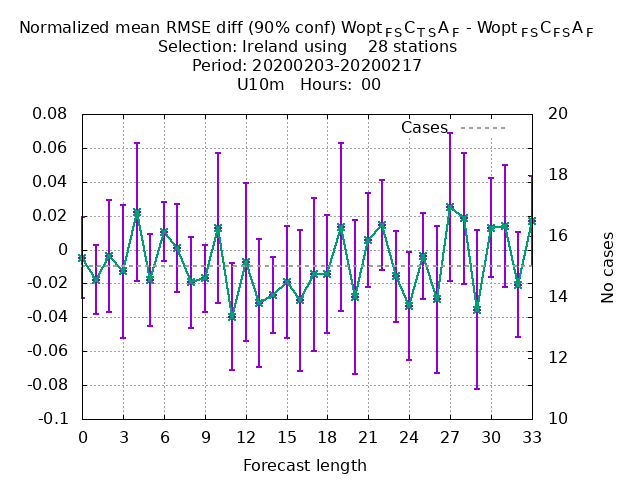 Normalized mean RMSE diff (90% conf) Wopt FS C T S A F - Wopt FS C FS A F
Selection: Ireland using 28 stations
Period: 20200203-20200217
U10m Hours: 00
0.08
0.06
0.04
0.02
0
-0.02
-0.04
-0.06
-0.08
-0.1
Cases
20
18
16
14
12
10
No cases
0 3 6 9 12 15 18 21 24 27 30 33
Forecast length